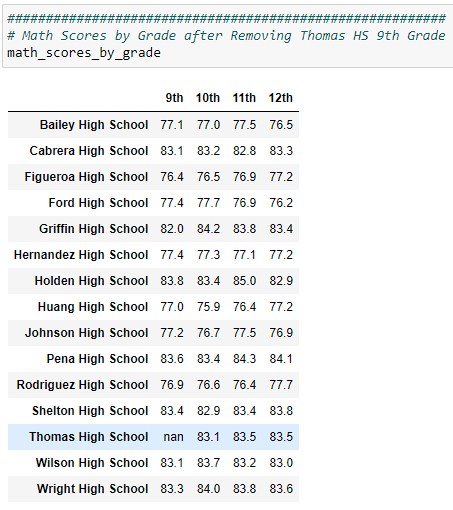 ##########################################################
# Math Scores by Grade after Removing Thomas HS 9th Grade
math_scores_by_grade
9th 10th 11th 12th
Bailey High School 77.1 77.0 77.5 76.5
Cabrera High School 83.1 83.2 82.8 83.3
Figueroa High School 76.4 76.5 76.9 77.2
Ford High School 77.4 77.7 76.9 76.2
Griffin High School 82.0 84.2 83.8 83.4
Hernandez High School 77.4 77.3 77.1 77.2
Holden High School 83.8 83.4 85.0 82.9
Huang High School 77.0 75.9 76.4 77.2
Johnson High School 77.2 76.7 77.5 76.9
Pena High School 83.6 83.4 84.3 84.1
Rodriguez High School 76.9 76.6 76.4 77.7
Shelton High School 83.4 82.9 83.4 83.8
Thomas High School nan 83.1 83.5 83.5
Wilson High School 83.1 83.7 83.2 83.0
Wright High School 83.3 84.0 83.8 83.6